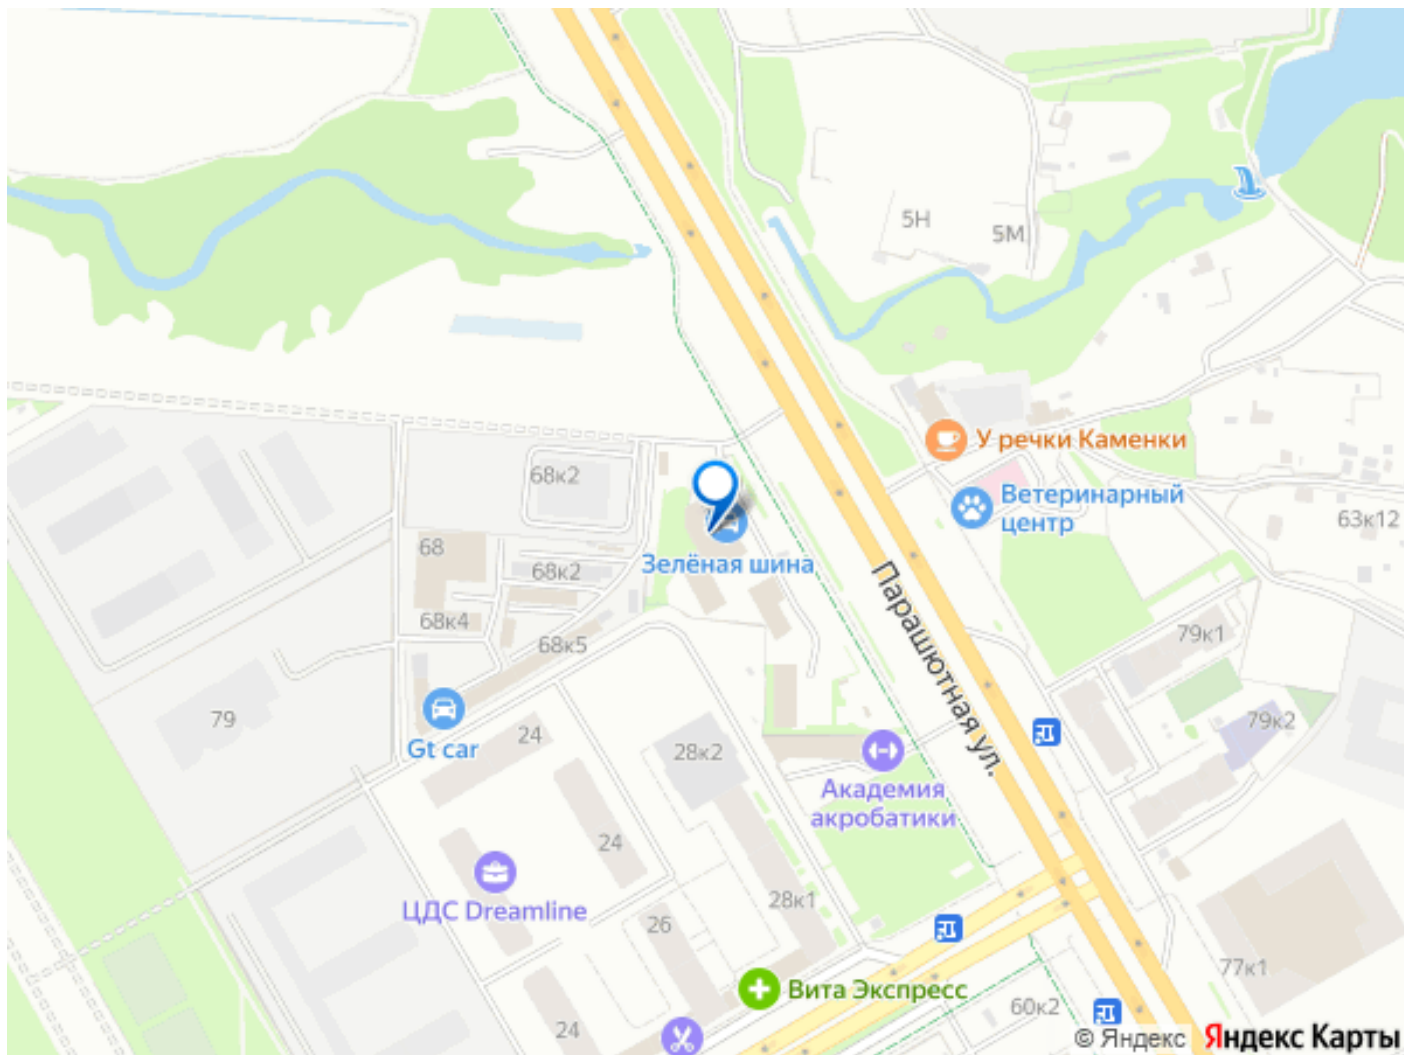 5Н
5М
У речки Каменки
68к2
Ветеринарный
центр
63к12
68
Зелёная шина
68к2
Парашютная ул.
68к4
79к1
68к5
79
79к2
24
Gt car
28к2
Академия
акробатики
24
28к1
ЦДС Dreamline
26
77к1
Вита Экспресс
60к2
24
© Яндекс Яндекс Карты